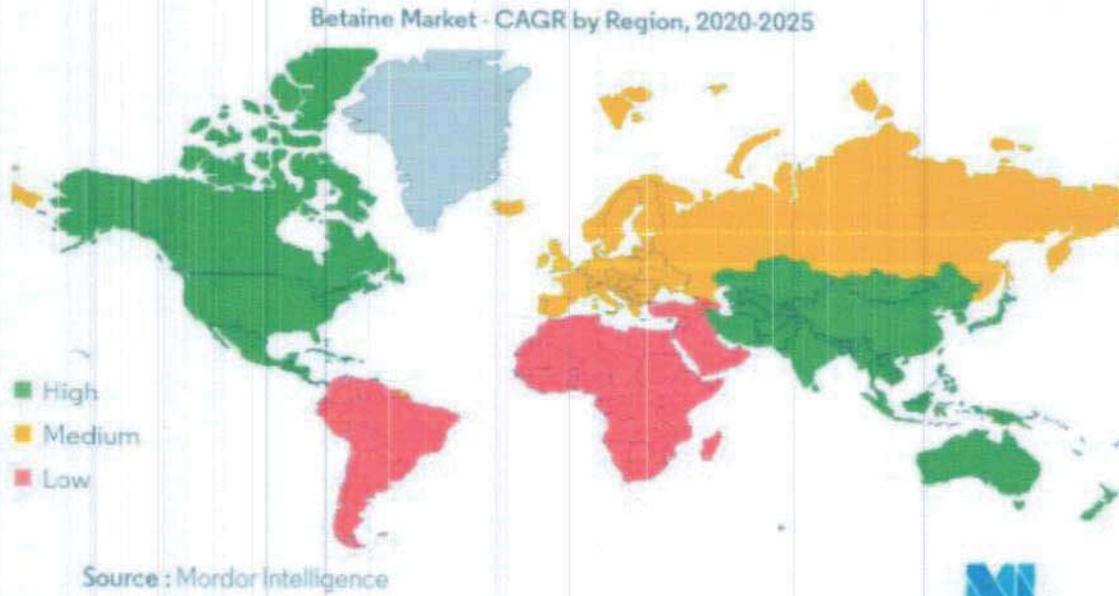 Betaine Market - CAGR by Region, 2020-2025
High
Medium
Low
Source : Mordor Intelligence